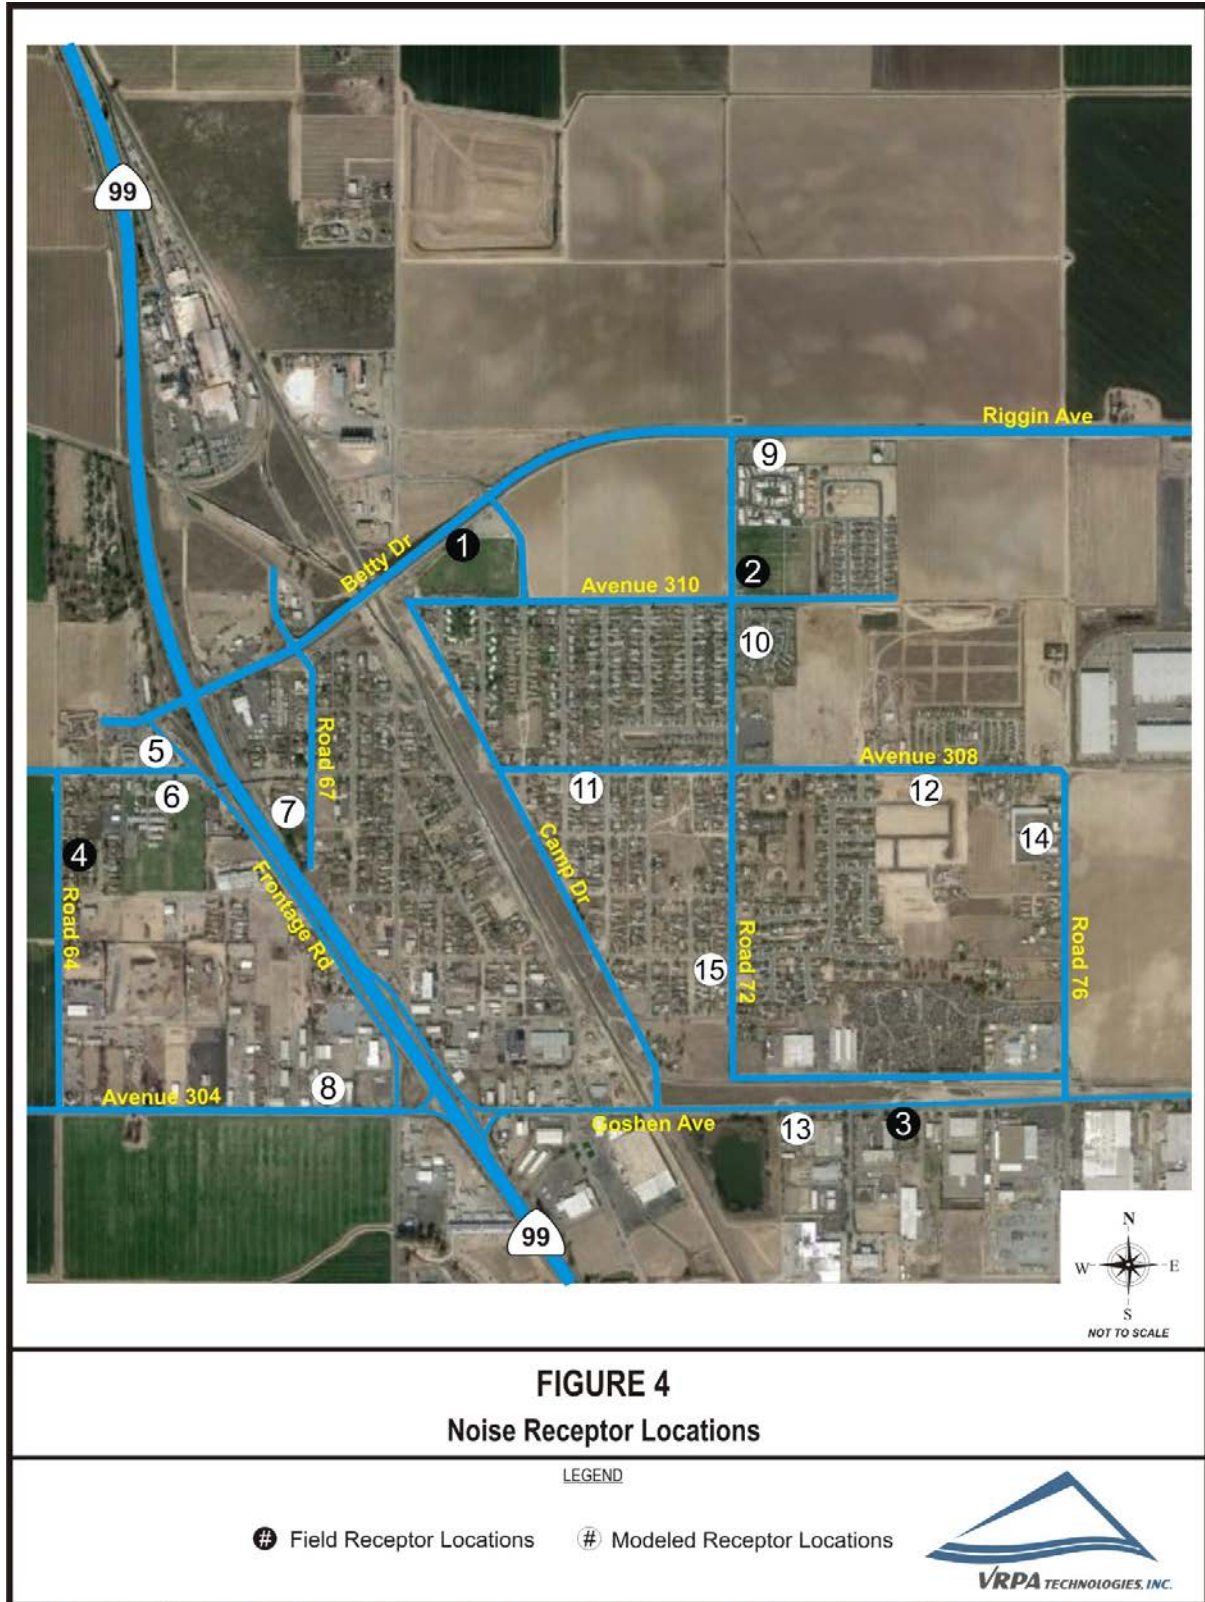 99
Riggin Ave
9
1
Betty Dr
2
Avenue 310
10
Road 67
5
Avenue 308
6
7
11
12
14
4
Camp Dr
Road 64
Frontage Rd
15
Road 72
Road 76
8
Avenue 304
Goshen Ave
13
3
99
N
W
E
S
NOT TO SCALE
FIGURE 4
Noise Receptor Locations
LEGEND
# Field Receptor Locations
# Modeled Receptor Locations
VRPA TECHNOLOGIES, INC.